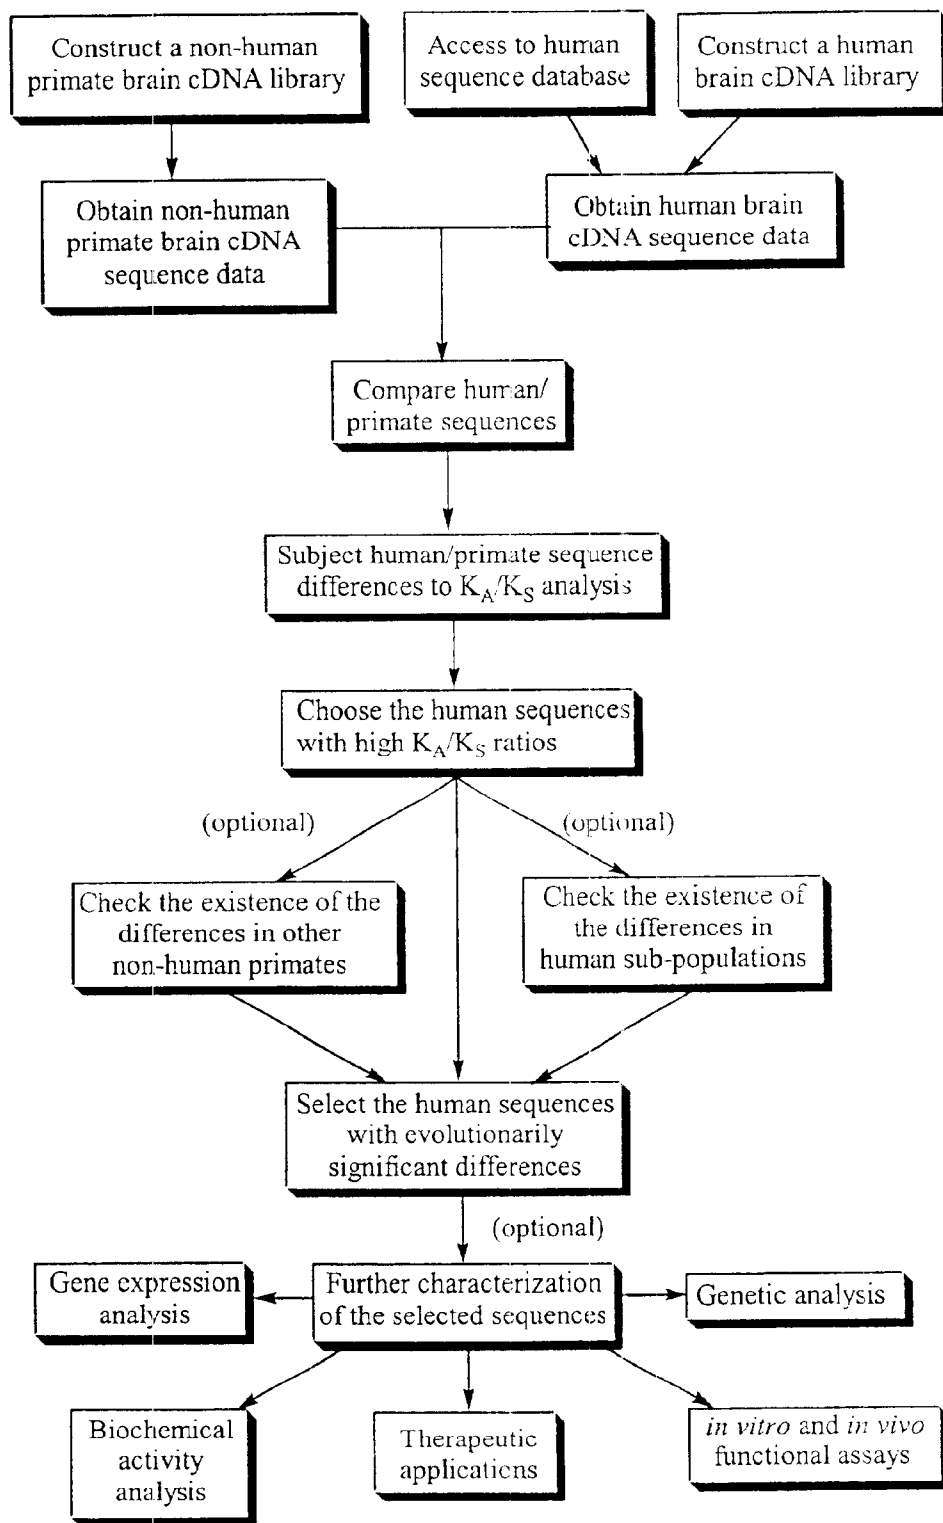 Construct a non-human
primate brain cDNA library
Access to human
sequence database
Construct a human
brain cDNA library
Obtain non-human
primate brain cDNA
sequence data
Obtain human brain
cDNA sequence data
Compare human/
primate sequences
Subject human/primate sequence
differences to K_A/K_S analysis
Choose the human sequences
with high K_A/K_S ratios
(optional)
(optional)
Check the existence of the
differences in other
non-human primates
Check the existence of
the differences in
human sub-populations
Select the human sequences
with evolutionarily
significant differences
(optional)
Gene expression
analysis
Further characterization
of the selected sequences
Genetic analysis
Biochemical
activity
analysis
Therapeutic
applications
in vitro and in vivo
functional assays